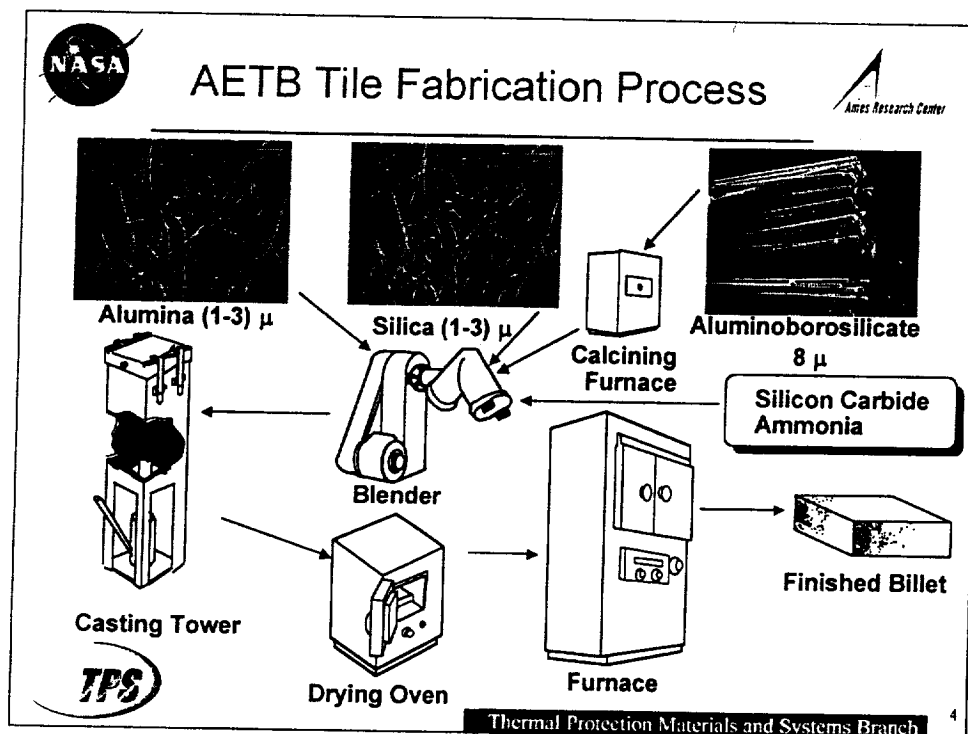 NASA
AETB Tile Fabrication Process
Ames Research Center
Alumina (1-3) μ
Silica (1-3) μ
Calcining
Furnace
Aluminoborosilicate
8 μ
Silicon Carbide
Ammonia
Blender
Casting Tower
Drying Oven
Furnace
Finished Billet
TPS
Thermal Protection Materials and Systems Branch
4